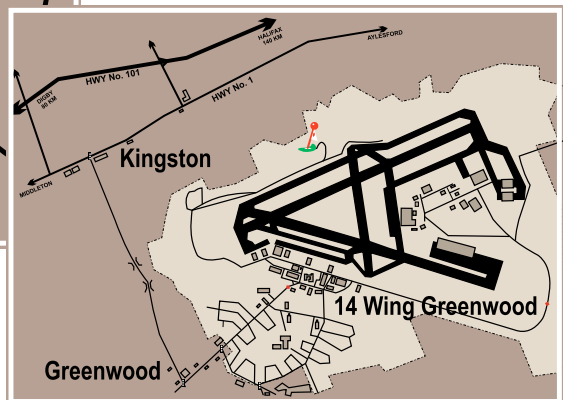 HALIFAX
140 KM
AYLESFORD
HWY No. 101
DIGBY
90 KM
HWY No. 1
Kingston
MIDDLETON
14 Wing Greenwood
Greenwood